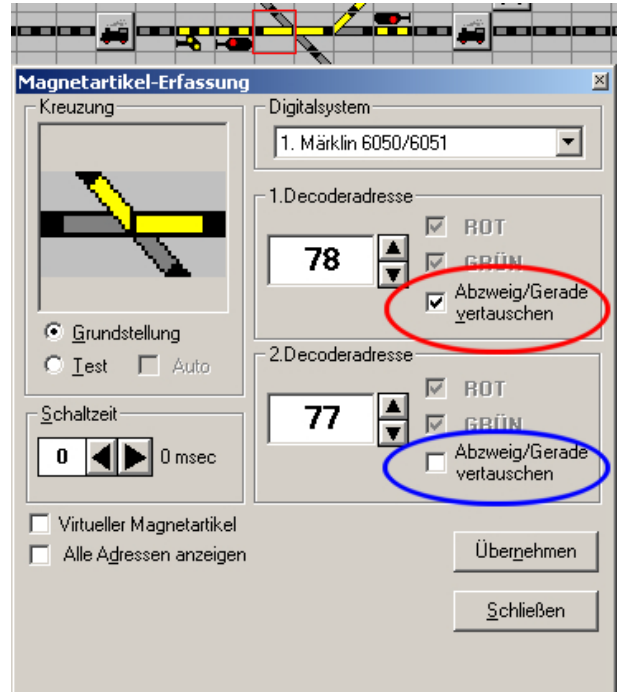 Magnetartikel-Erfassung
Kreuzung
Digitalsystem
1. Märklin 6050/6051
1.Decoderadresse
78
ROT
GRÜN
Abzweig/Gerade
vertauschen
Grundstellung
Test
Auto
2.Decoderadresse
77
ROT
GRÜN
Abzweig/Gerade
vertauschen
Schaltzeit
0
0 msec
Virtueller Magnetartikel
Alle Adressen anzeigen
Übernehmen
Schließen